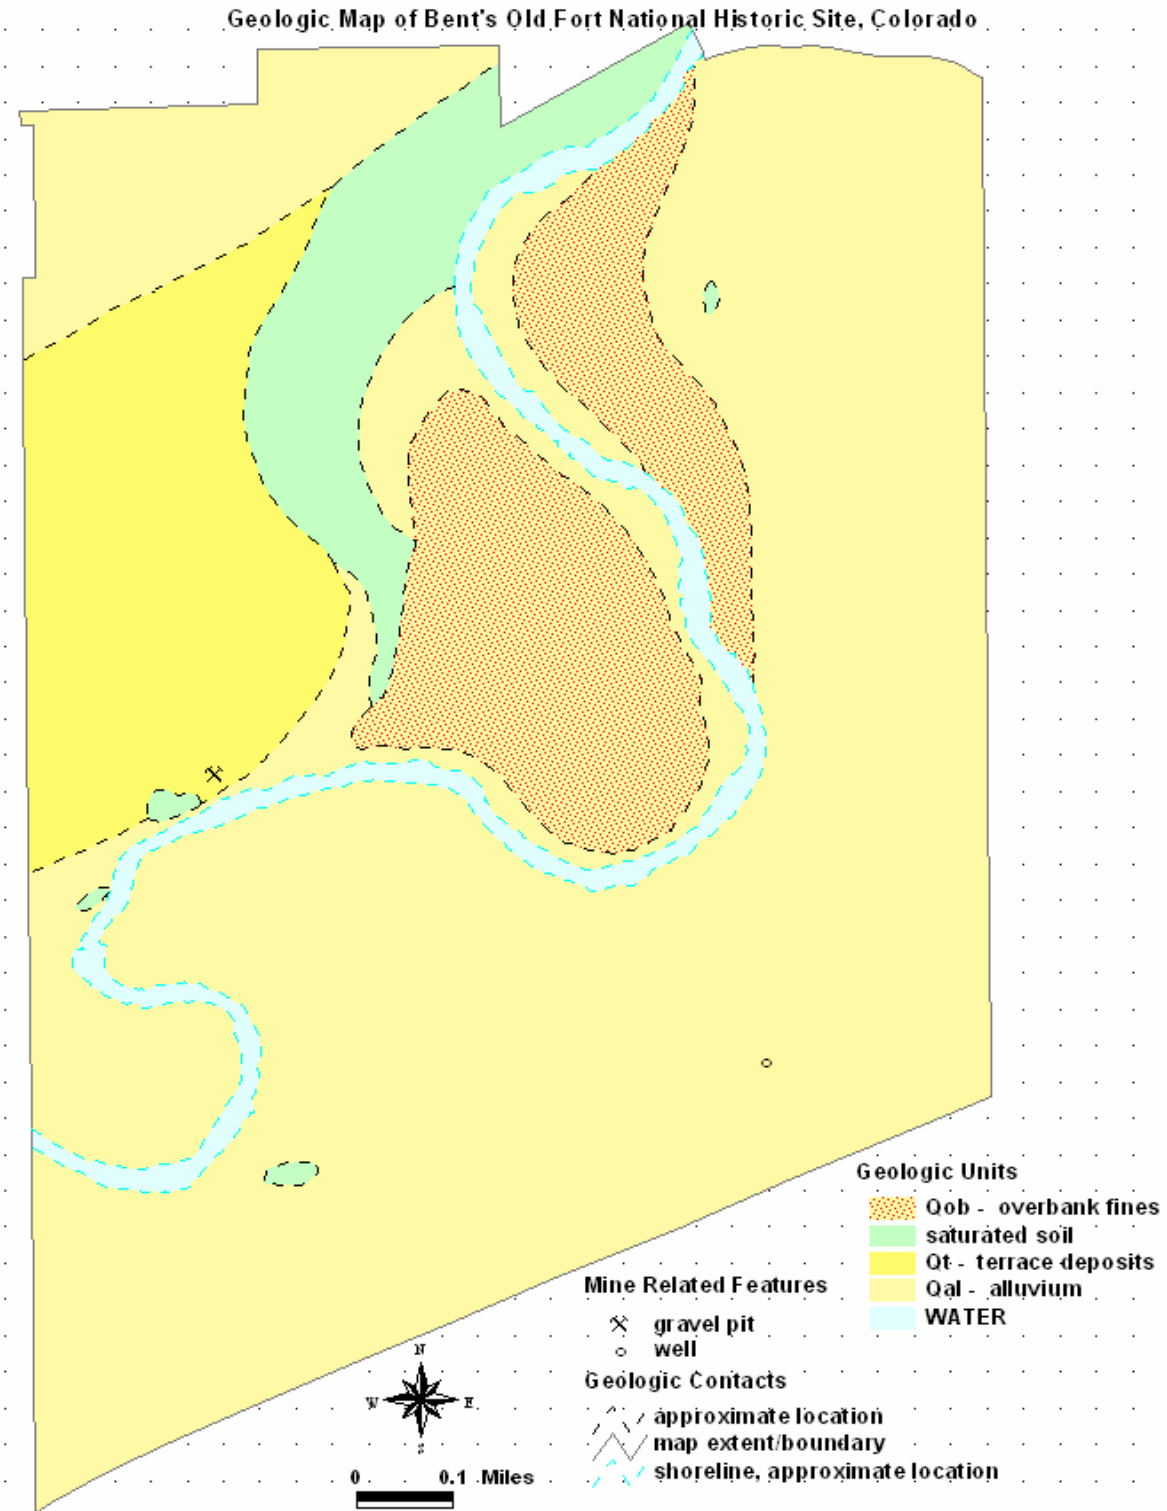 Geologic Map of Bent's Old Fort National Historic Site, Colorado
Geologic Units
Qob - overbank fines
saturated soil
Qt - terrace deposits
Qal - alluvium
WATER
Mine Related Features
gravel pit
well
Geologic Contacts
approximate location
map extent/boundary
shoreline, approximate location
N
W E
S
0 0.1 Miles